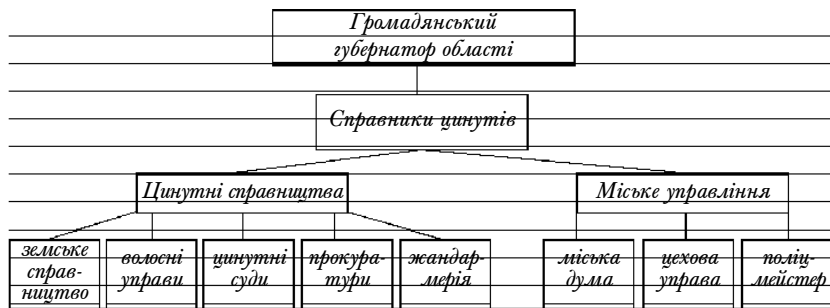 Громадянський
губернатор області
Справники цинутів
Цинутні справництва
Міське управління
земське
справ-
ництво
волосні
управи
цинутні
суди
прокура-
тури
жандар-
мерія
міська
дума
цехова
управа
поліц-
мейстер